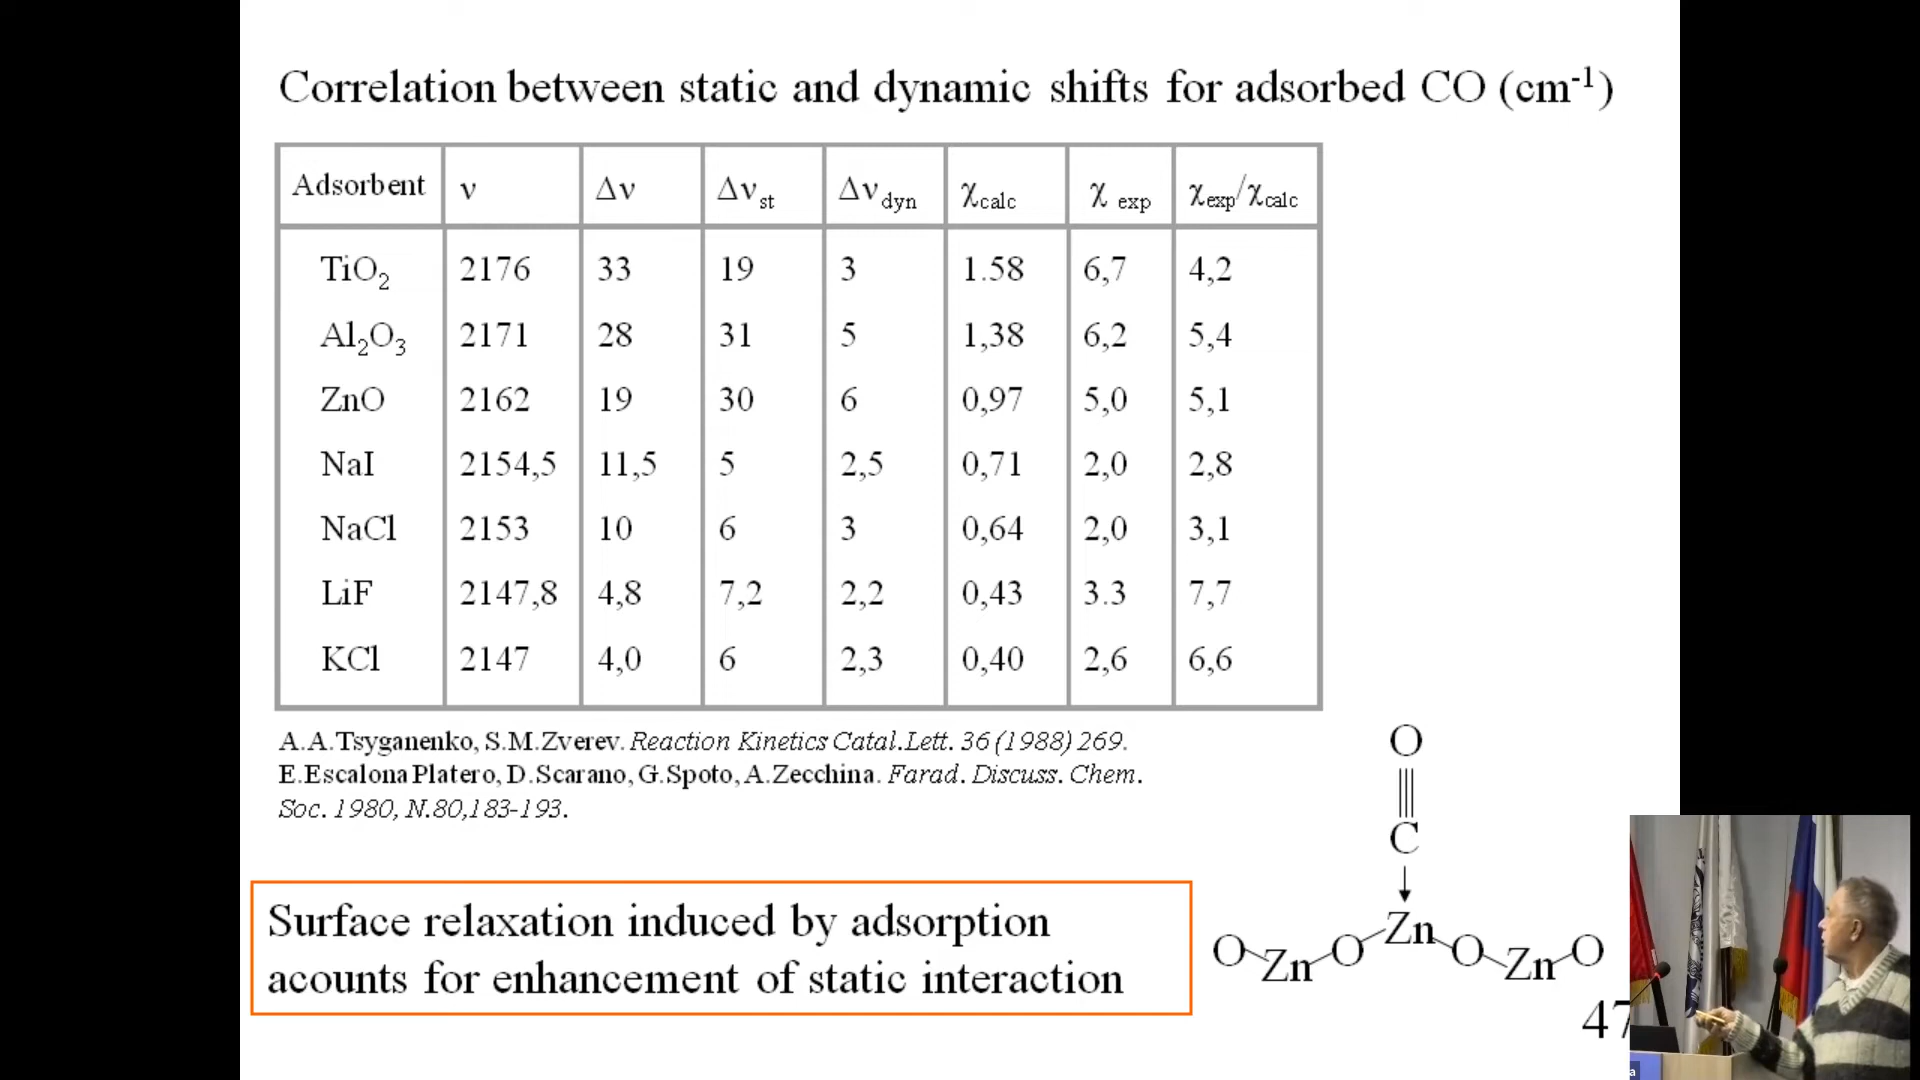 Correlation between static and dynamic shifts for adsorbed CO (cm-1)
Adsorbent ν Δν Δνst Δνdyn χcalc χ exp χexp/χcalc
TiO2 2176 33 19 3 1.58 6,7 4,2
Al2O3 2171 28 31 5 1,38 6,2 5,4
ZnO 2162 19 30 6 0,97 5,0 5,1
NaI 2154,5 11,5 5 2,5 0,71 2,0 2,8
NaCl 2153 10 6 3 0,64 2,0 3,1
LiF 2147,8 4,8 7,2 2,2 0,43 3.3 7,7
KCl 2147 4,0 6 2,3 0,40 2,6 6,6
A.A.Tsyganenko, S.M.Zverev. Reaction Kinetics Catal.Lett. 36 (1988) 269.
E.Escalona Platero, D.Scarano, G.Spoto, A.Zecchina. Farad. Discuss. Chem.
Soc. 1980, N.80,183-193.
O
C
Zn
O Zn O O Zn O
Surface relaxation induced by adsorption
acounts for enhancement of static interaction
47